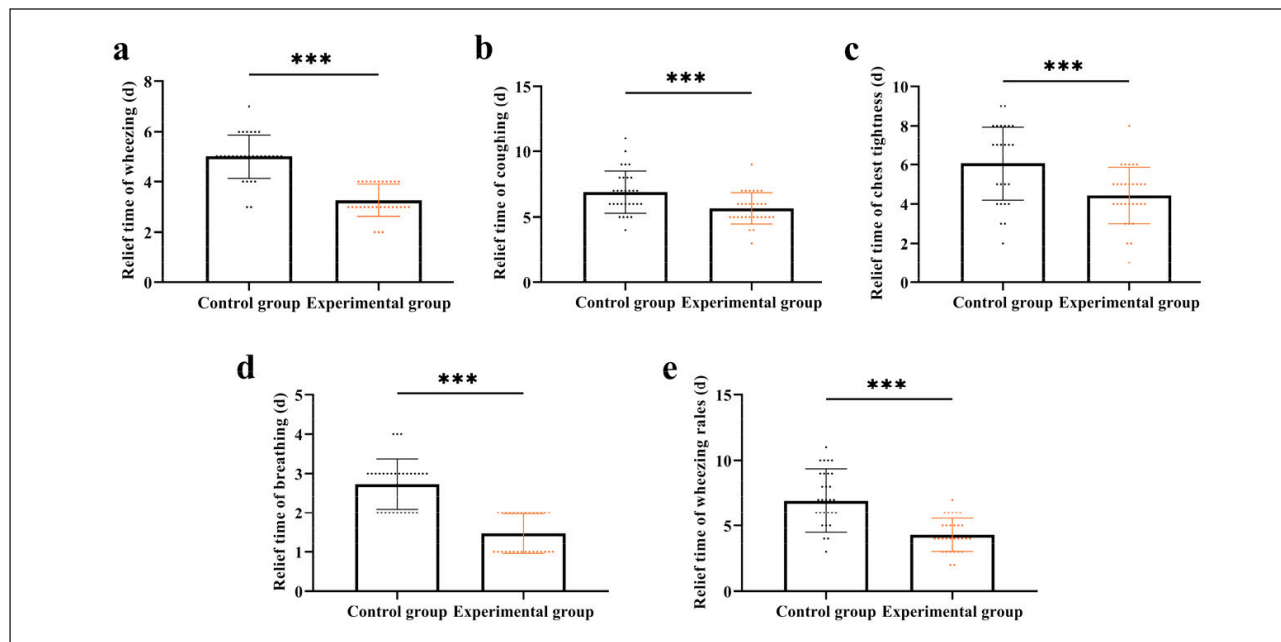 a
***
Relief time of wheezing (d)
8
6
4
2
0
Control group Experimental group
b
***
Relief time of coughing (d)
15
10
5
0
Control group Experimental group
c
***
Relief time of chest tightness (d)
10
8
6
4
2
0
Control group Experimental group
d
***
Relief time of breathing (d)
5
4
3
2
1
0
Control group Experimental group
e
***
Relief time of wheezing rales (d)
15
10
5
0
Control group Experimental group